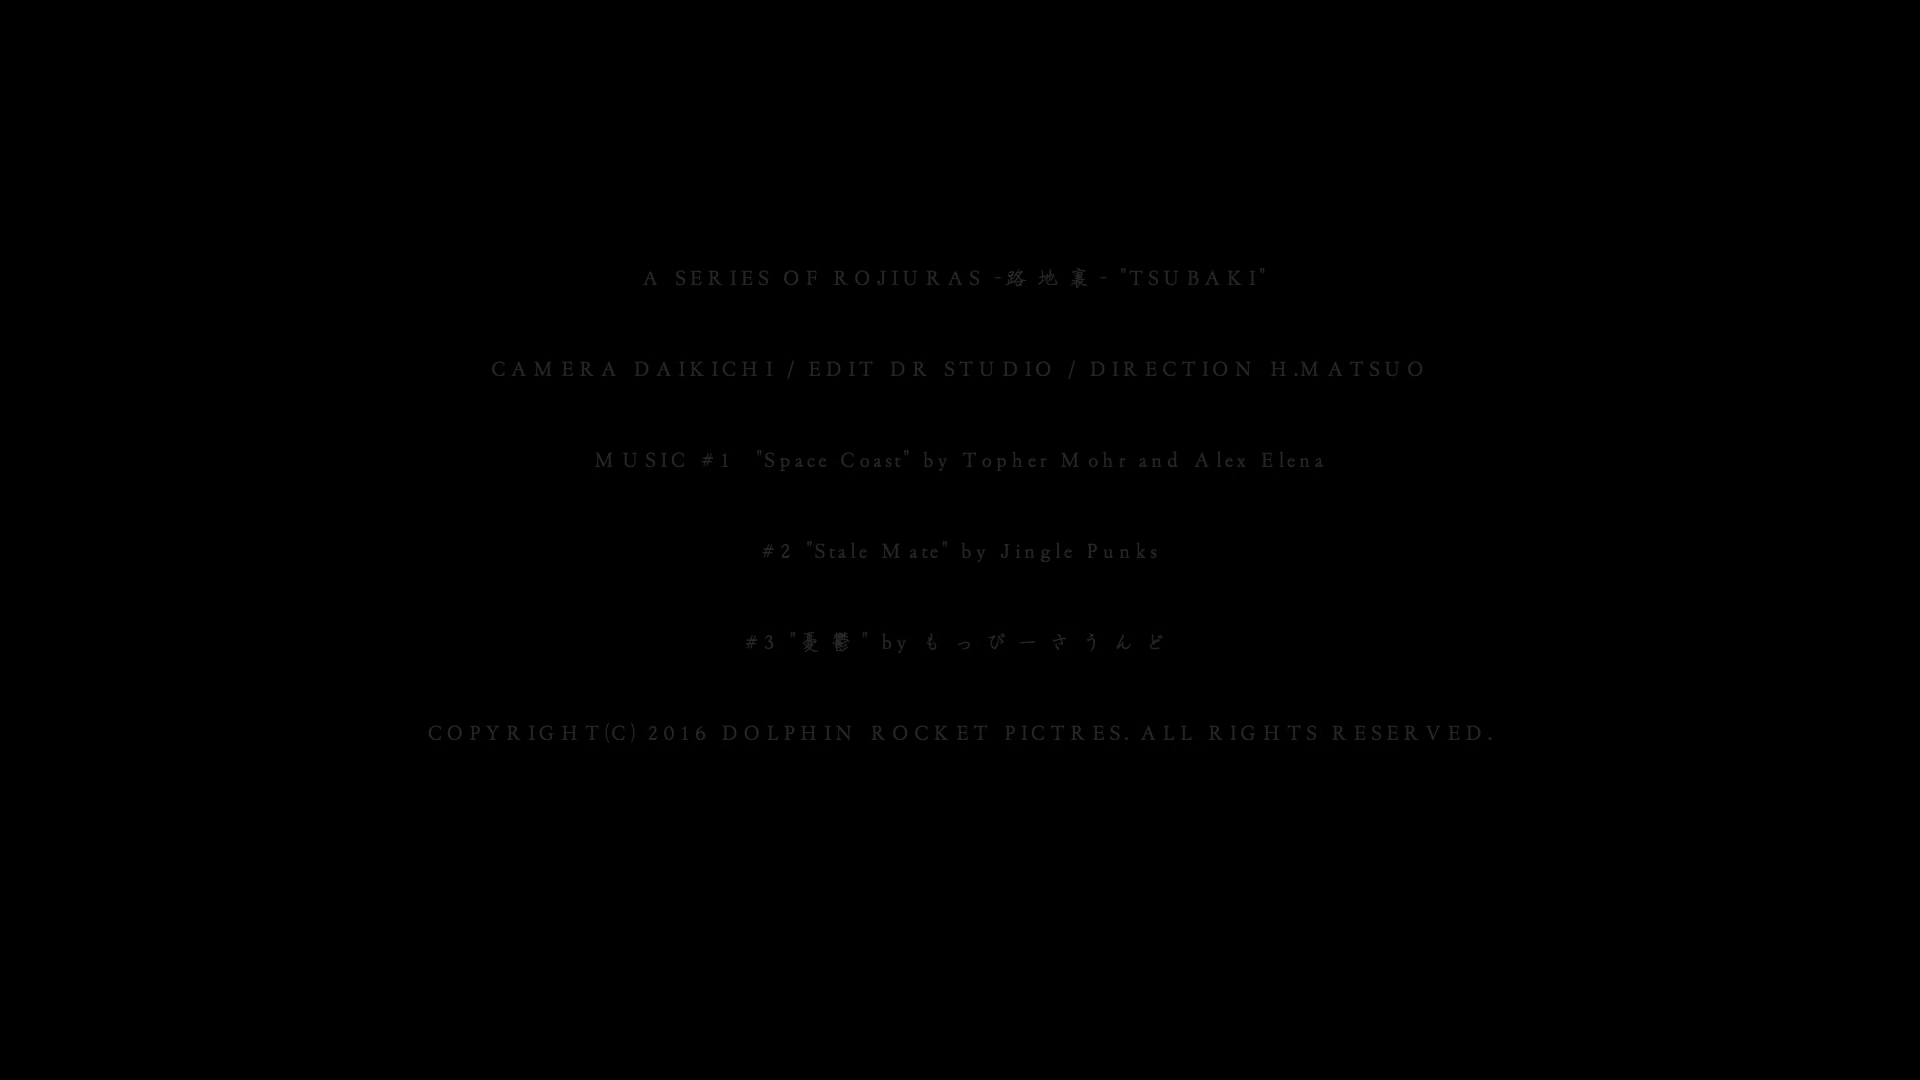 A SERIES OF ROJIURAS -路地裏- "TSUBAKI"
CAMERA DAIKICHI / EDIT DR STUDIO / DIRECTION H.MATSUO
MUSIC #1 "Space Coast" by Topher Mohr and Alex Elena
#2 "Stale Mate" by Jingle Punks
#3 "憂鬱" by もっぴーさうんど
COPYRIGHT(C) 2016 DOLPHIN ROCKET PICTRES. ALL RIGHTS RESERVED.